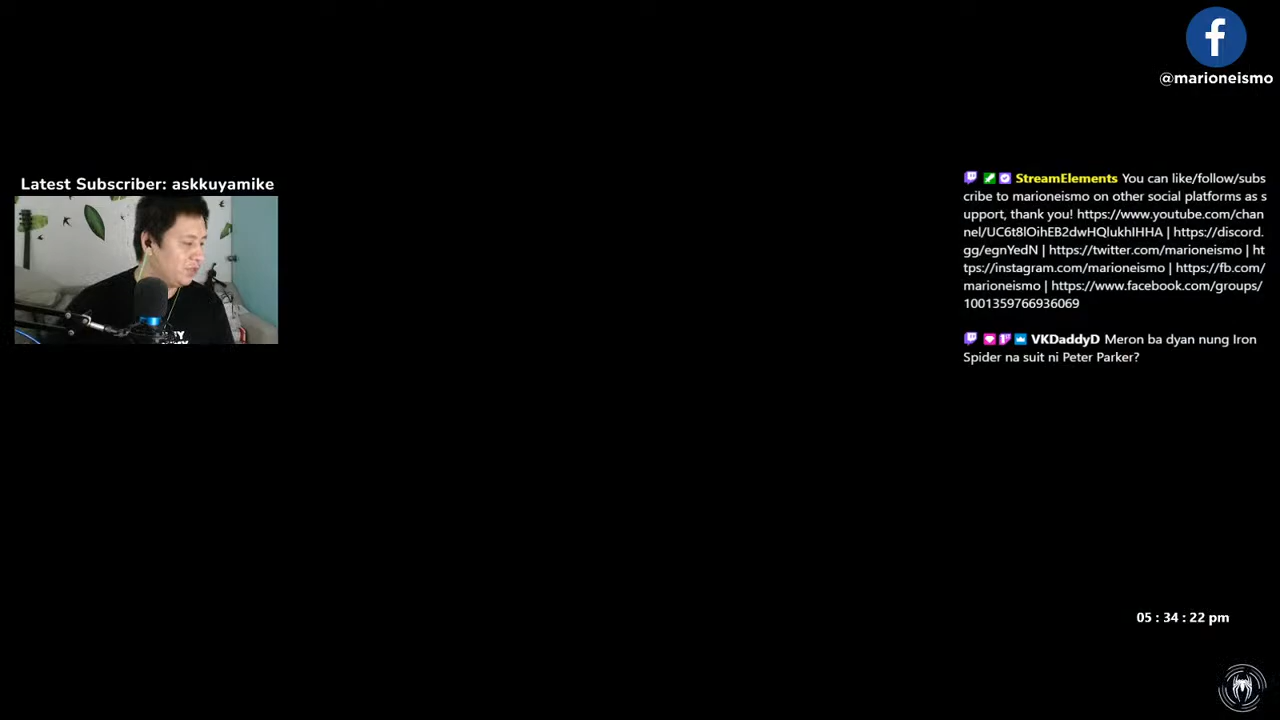 f
@marioneismo
Latest Subscriber: askkuyamike
StreamElements You can like/follow/subs
cribe to marioneismo on other social platforms as s
upport, thank you! https://www.youtube.com/chan
nel/UC6t8lOihEB2dwHQlukhIHHA | https://discord.
gg/egnYedN | https://twitter.com/marioneismo | ht
tps://instagram.com/marioneismo | https://fb.com/
marioneismo | https://www.facebook.com/groups/
1001359766936069
VKDaddyD Meron ba dyan nung Iron
Spider na suit ni Peter Parker?
05 : 34 : 22 pm